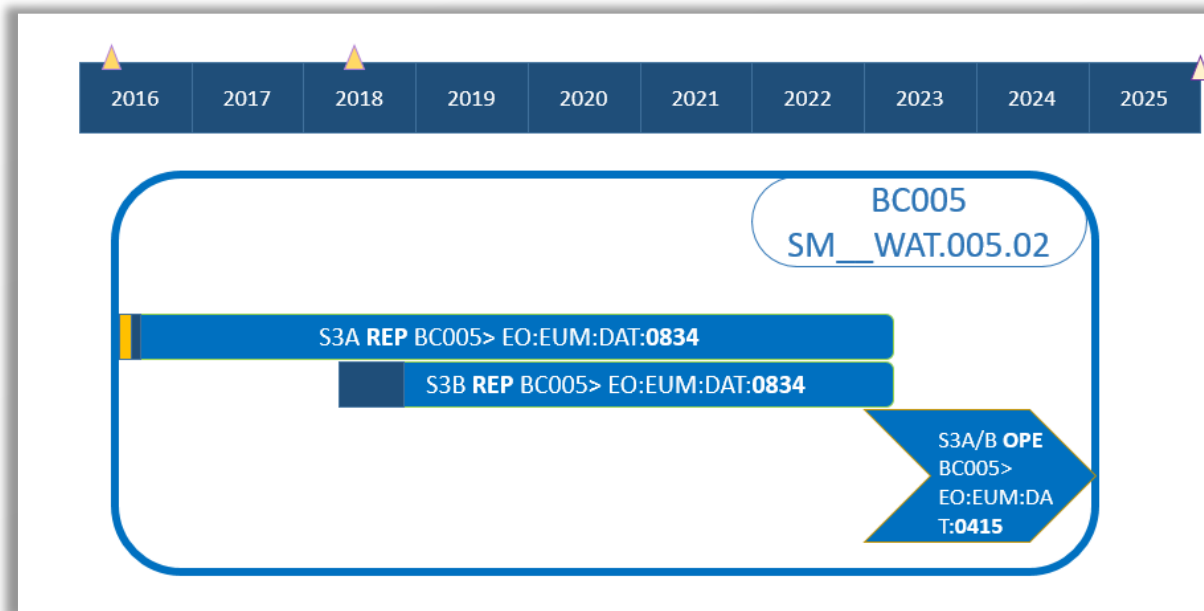 2016 2017 2018 2019 2020 2021 2022 2023 2024 2025
BC005
SM__WAT.005.02
S3A REP BC005> EO:EUM:DAT:0834
S3B REP BC005> EO:EUM:DAT:0834
S3A/B OPE
BC005>
EO:EUM:DA
T:0415